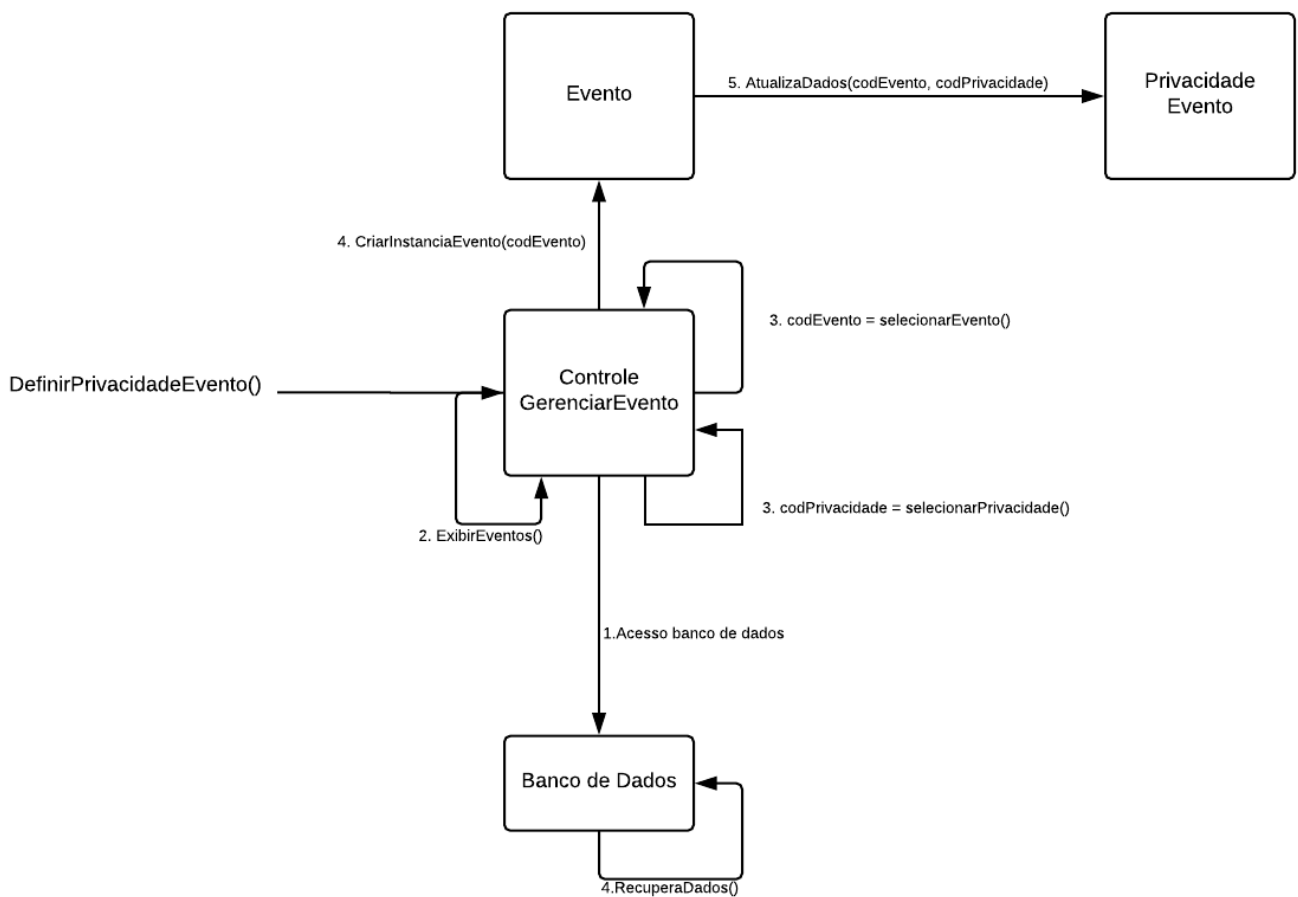 Evento
5. AtualizaDados(codEvento, codPrivacidade)
Privacidade
Evento
4. CriarInstanciaEvento(codEvento)
3. codEvento = selecionarEvento()
DefinirPrivacidadeEvento()
Controle
GerenciarEvento
3. codPrivacidade = selecionarPrivacidade()
2. ExibirEventos()
1.Acesso banco de dados
Banco de Dados
4.RecuperaDados()